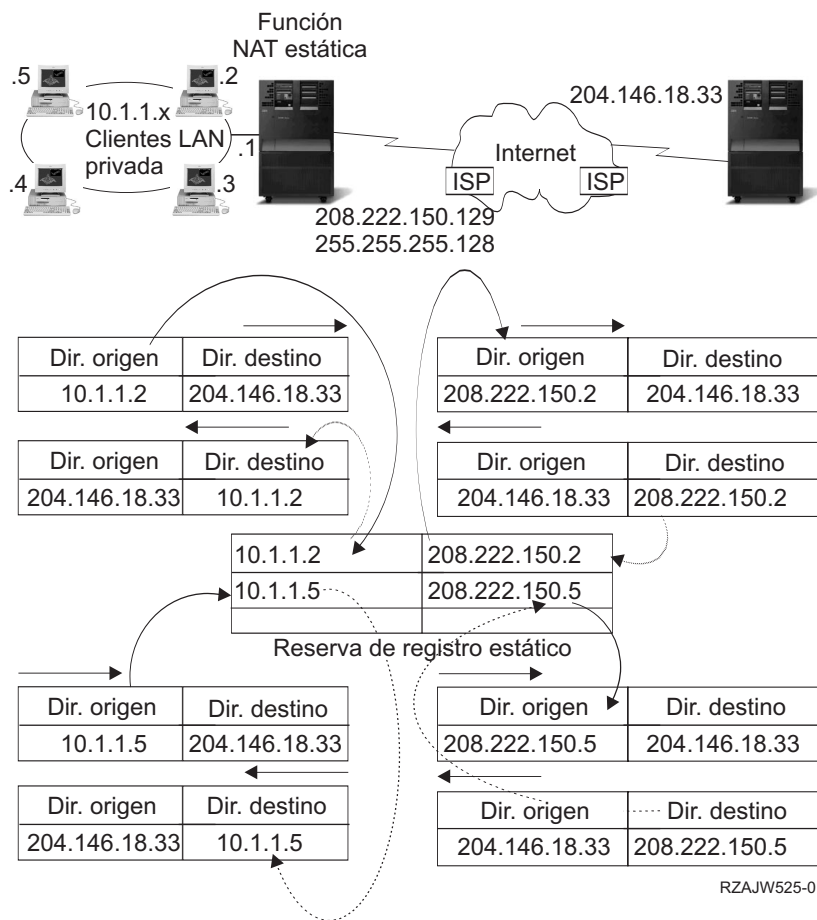 Función
NAT estática
.5
.2
10.1.1.x
Clientes LAN
privada
.1
.4
.3
204.146.18.33
Internet
ISP
ISP
208.222.150.129
255.255.255.128
Dir. origen Dir. destino
10.1.1.2 204.146.18.33
Dir. origen Dir. destino
204.146.18.33 10.1.1.2
Dir. origen Dir. destino
208.222.150.2 204.146.18.33
Dir. origen Dir. destino
204.146.18.33 208.222.150.2
10.1.1.2 208.222.150.2
10.1.1.5 208.222.150.5
Reserva de registro estático
Dir. origen Dir. destino
10.1.1.5 204.146.18.33
Dir. origen Dir. destino
204.146.18.33 10.1.1.5
Dir. origen Dir. destino
208.222.150.5 204.146.18.33
Dir. origen Dir. destino
204.146.18.33 208.222.150.5
RZAJW525-0